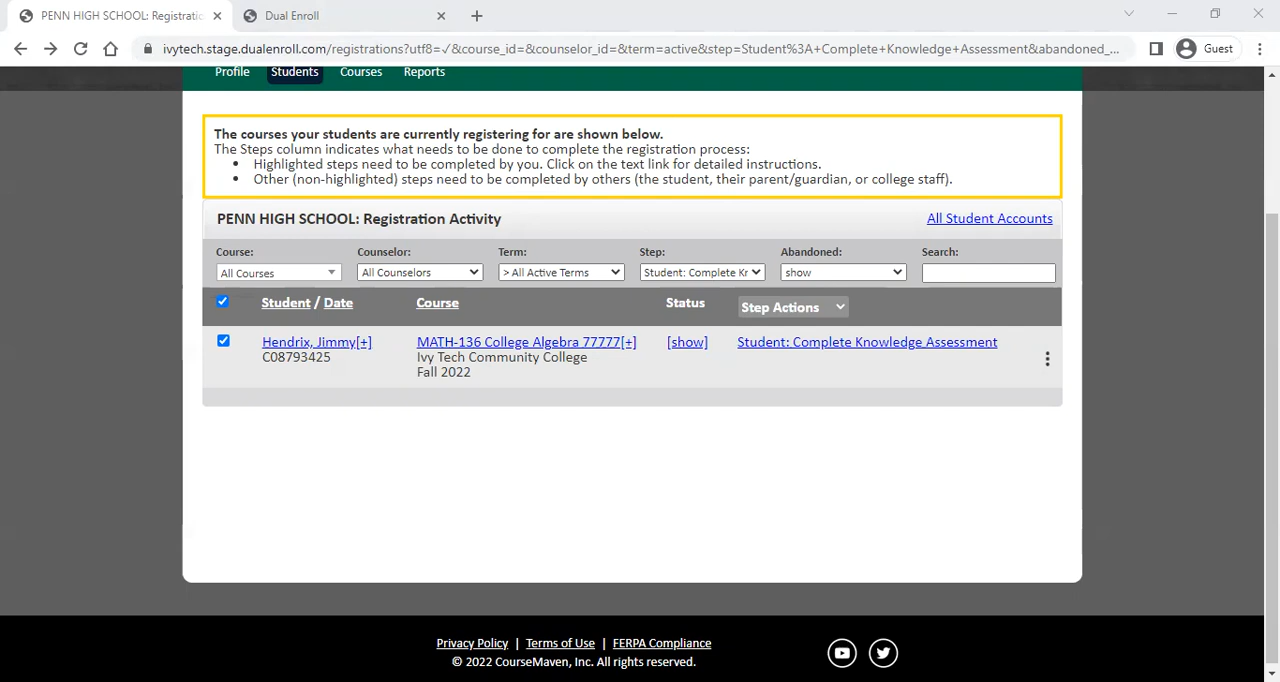 PENN HIGH SCHOOL: Registratic
Dual Enroll
ivytech.stage.dualenroll.com/registrations?utf8=✓&course_id=&counselor_id=&term=active&step=Student%3A+Complete+Knowledge+Assessment&abandoned_...
Guest
Profile Students Courses Reports
The courses your students are currently registering for are shown below.
The Steps column indicates what needs to be done to complete the registration process:
• Highlighted steps need to be completed by you. Click on the text link for detailed instructions.
• Other (non-highlighted) steps need to be completed by others (the student, their parent/guardian, or college staff).
PENN HIGH SCHOOL: Registration Activity
All Student Accounts
Course: Counselor: Term: Step: Abandoned: Search:
All Courses All Counselors > All Active Terms Student: Complete Kr show
Student / Date Course Status Step Actions
Hendrix, Jimmy[+] MATH-136 College Algebra 77777[+] [show] Student: Complete Knowledge Assessment
C08793425 Ivy Tech Community College
Fall 2022
Privacy Policy | Terms of Use | FERPA Compliance
© 2022 CourseMaven, Inc. All rights reserved.